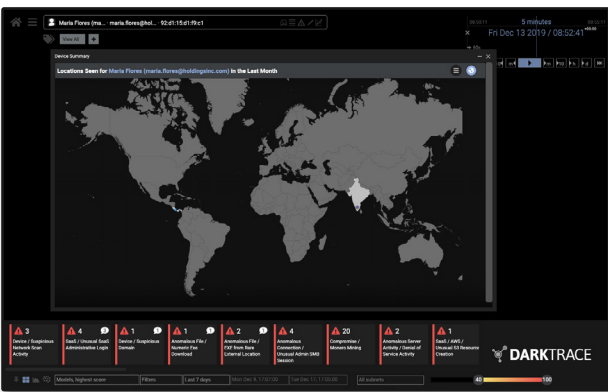 Maria Flores (ma... · maria.flores@hol... · 92:d1:15:d1:f9:c1
5 minutes
Fri Dec 13 2019 / 08:52:41
View All +
Device Summary
Locations Seen for Maria Flores (maria.flores@holdingsinc.com) in the Last Month
3
Device / Suspicious
Network Scan
Activity
4
SaaS / Unusual SaaS
Administrative Login
1
Device / Suspicious
Domain
1
Anomalous File /
Numeric Exe
Download
2
Anomalous File /
EXE from Rare
External Location
4
Anomalous
Connection /
Unusual Admin SMB
Session
20
Compromise /
Monero Mining
2
Anomalous Server
Activity / Denial of
Service Activity
1
SaaS / AWS /
Unusual S3 Resource
Creation
DARKTRACE
Models, highest score
Filters
Last 7 days
All subnets
40
100